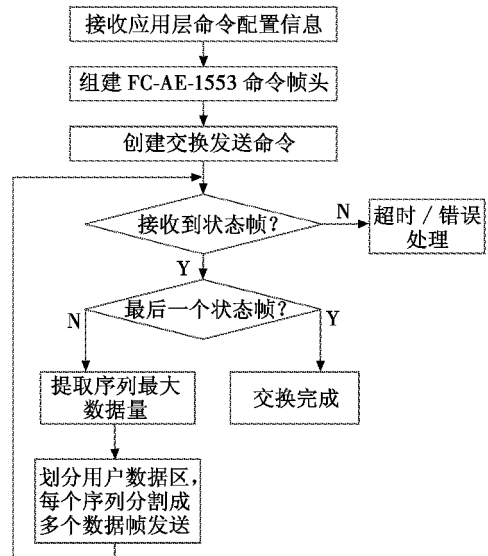 接收应用层命令配置信息
组建 FC-AE-1553 命令帧头
创建交换发送命令
接收到状态帧?
N
超时/错误
处理
Y
最后一个状态帧?
N
Y
提取序列最大
数据量
交换完成
划分用户数据区,
每个序列分割成
多个数据帧发送